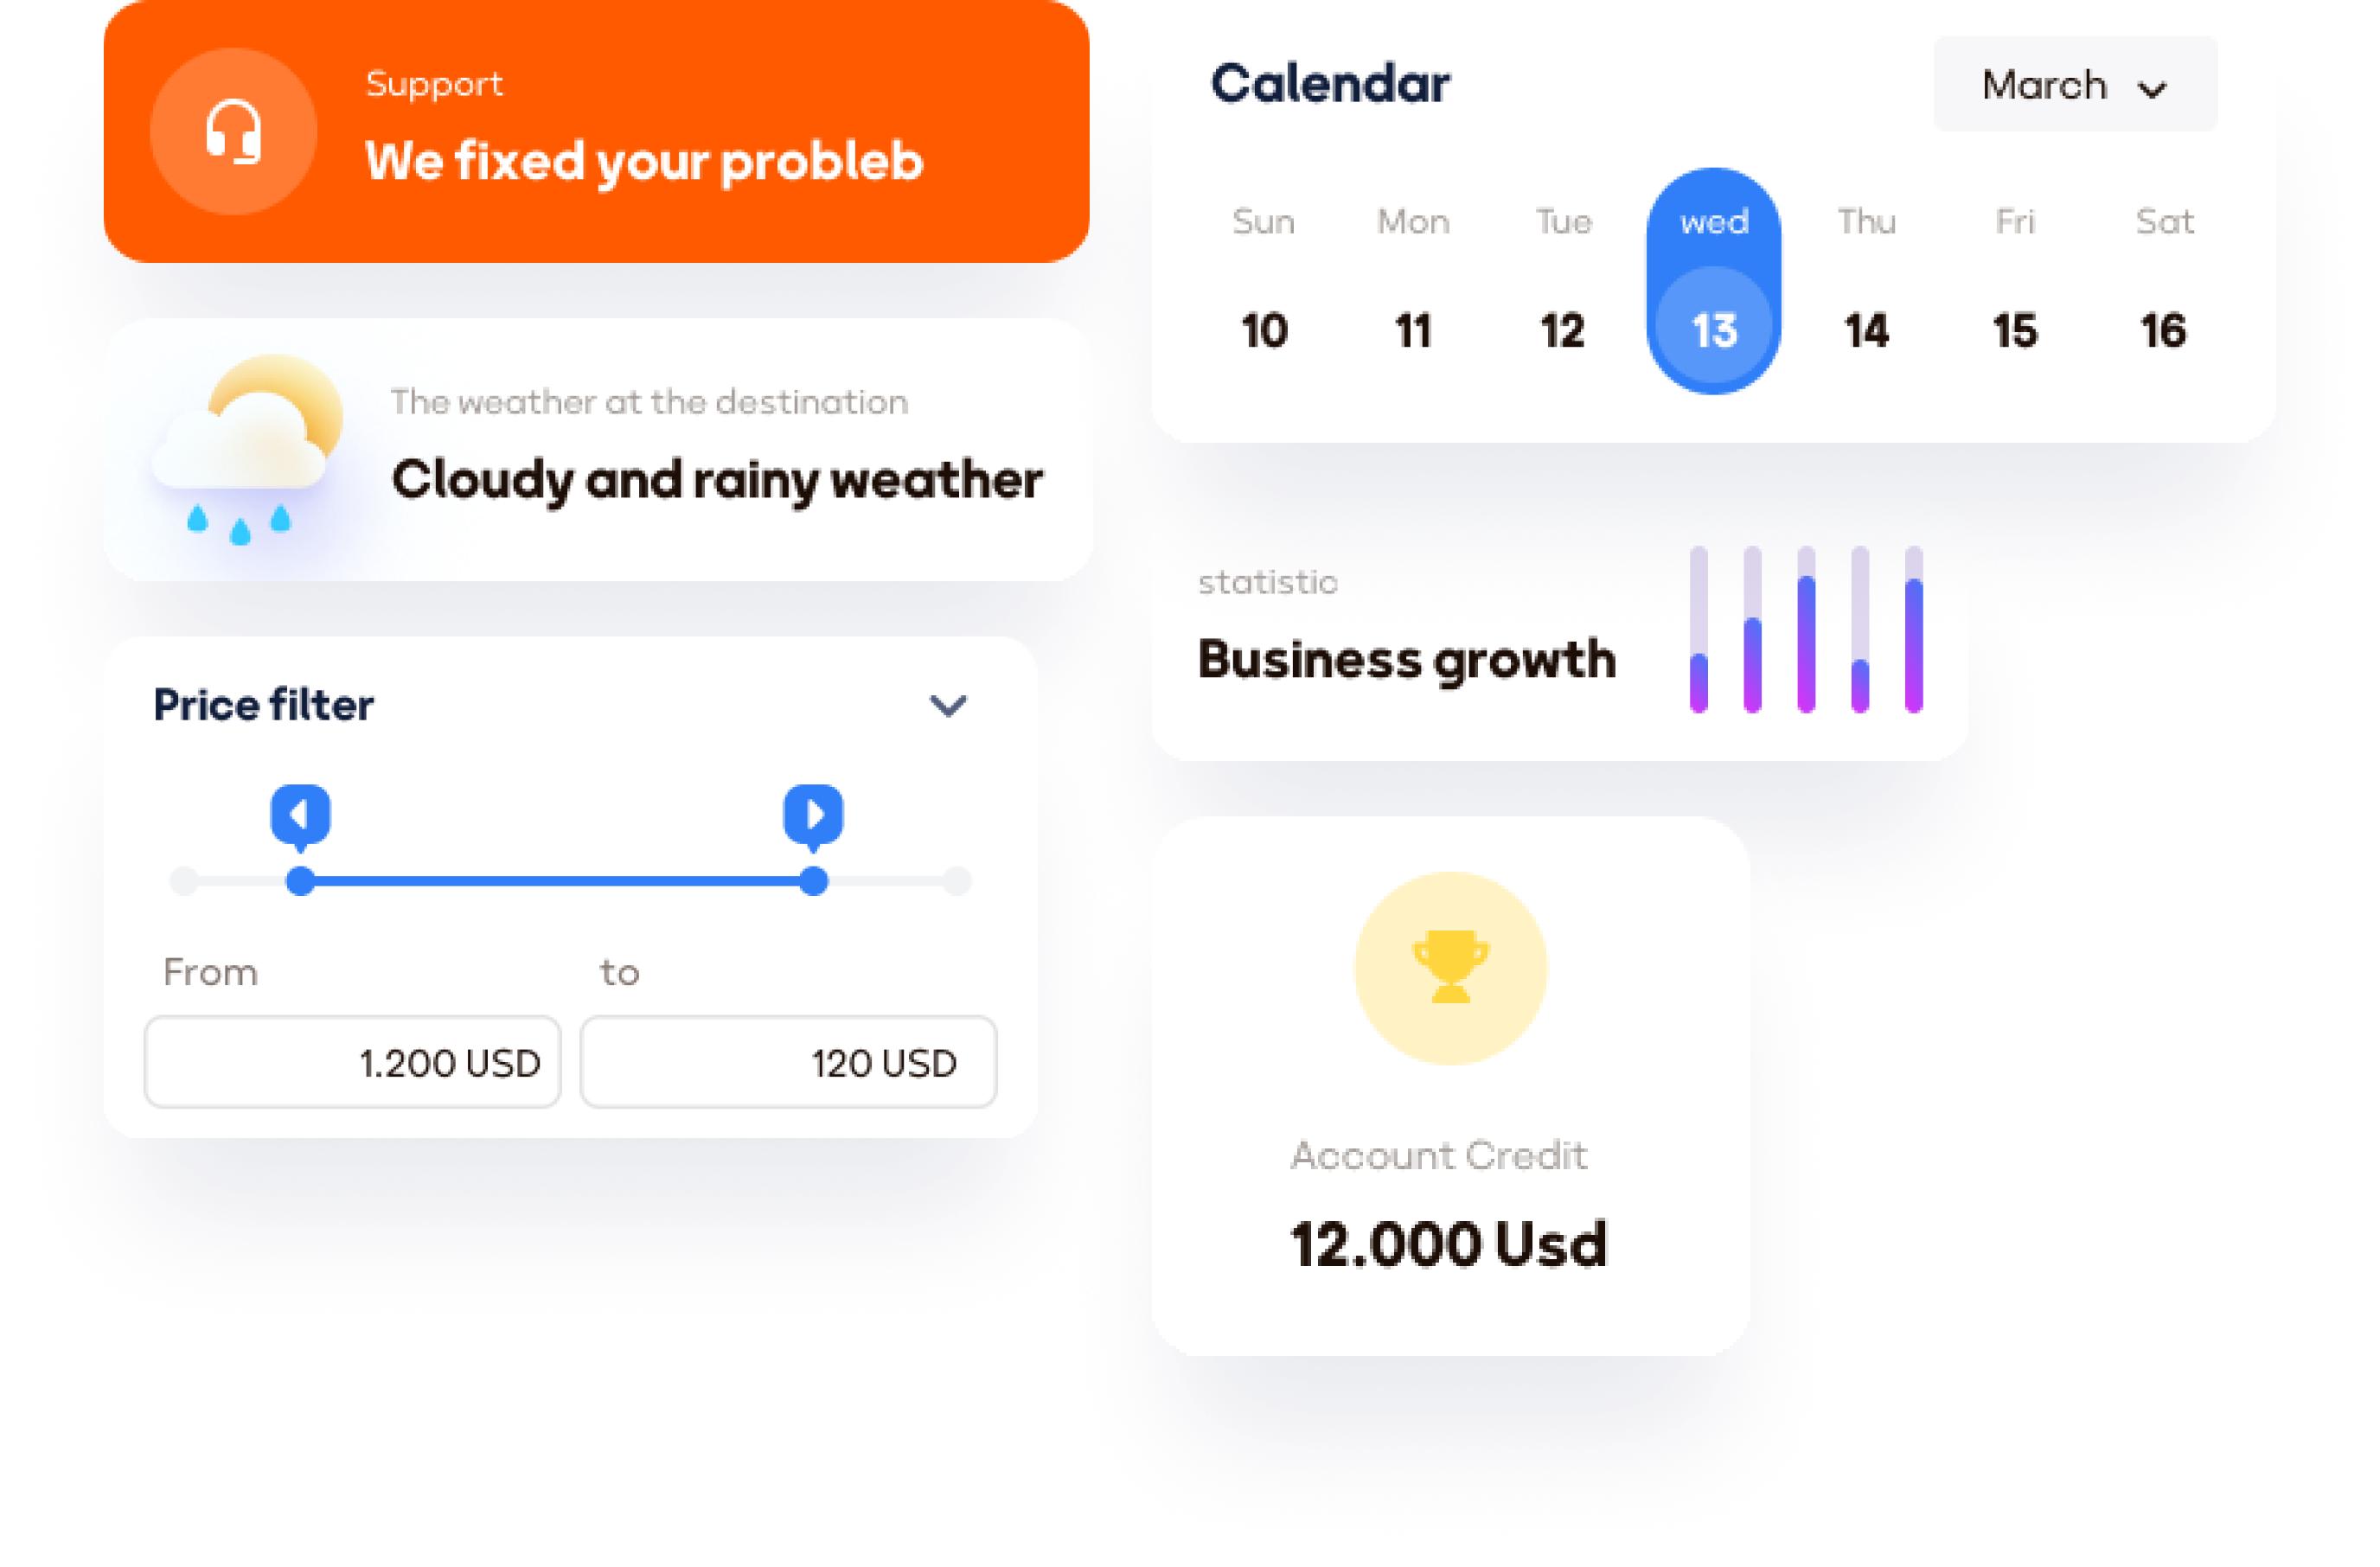 Support
We fixed your probleb
The weather at the destination
Cloudy and rainy weather
Price filter
From to
1.200 USD 120 USD
Calendar
March
Sun Mon Tue wed Thu Fri Sat
10 11 12 13 14 15 16
statistic
Business growth
Account Credit
12.000 Usd